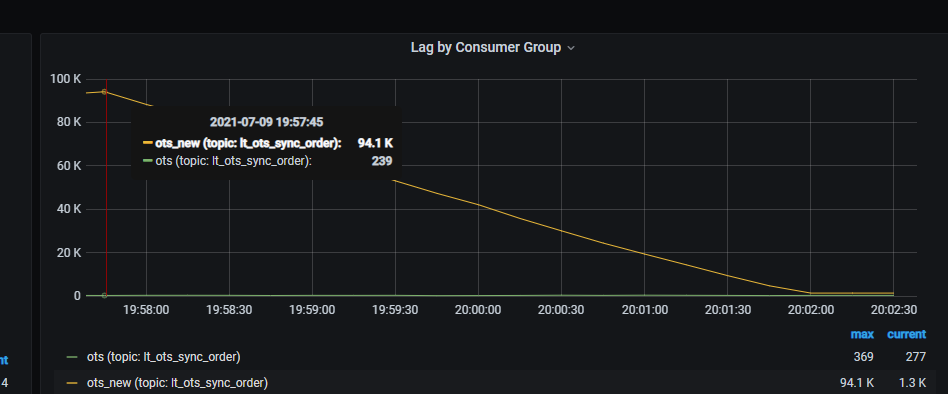 Lag by Consumer Group
100 K
80 K
60 K
40 K
20 K
0
2021-07-09 19:57:45
ots_new (topic: lt_ots_sync_order): 94.1 K
ots (topic: lt_ots_sync_order): 239
19:58:00 19:58:30 19:59:00 19:59:30 20:00:00 20:00:30 20:01:00 20:01:30 20:02:00 20:02:30
max current
nt
ots (topic: lt_ots_sync_order) 369 277
4
ots_new (topic: lt_ots_sync_order) 94.1 K 1.3 K